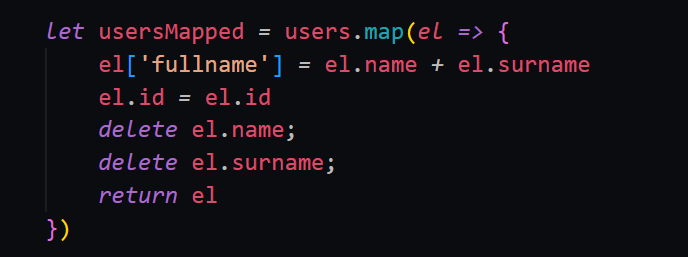 let usersMapped = users.map(el => {
    el['fullname'] = el.name + el.surname
    el.id = el.id
    delete el.name;
    delete el.surname;
    return el
})